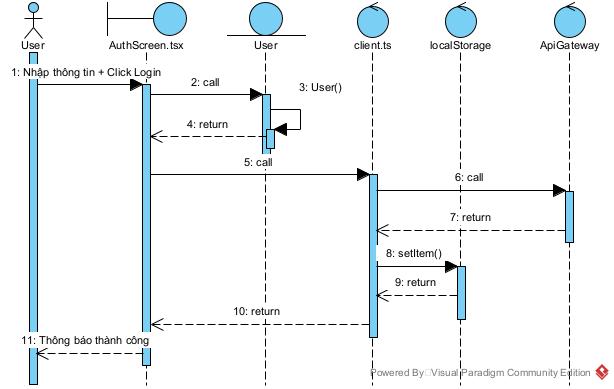 User
AuthScreen.tsx
User
client.ts
localStorage
ApiGateway
1: Nhập thông tin + Click Login
2: call
3: User()
4: return
5: call
6: call
7: return
8: setItem()
9: return
10: return
11: Thông báo thành công
Powered By Visual Paradigm Community Edition